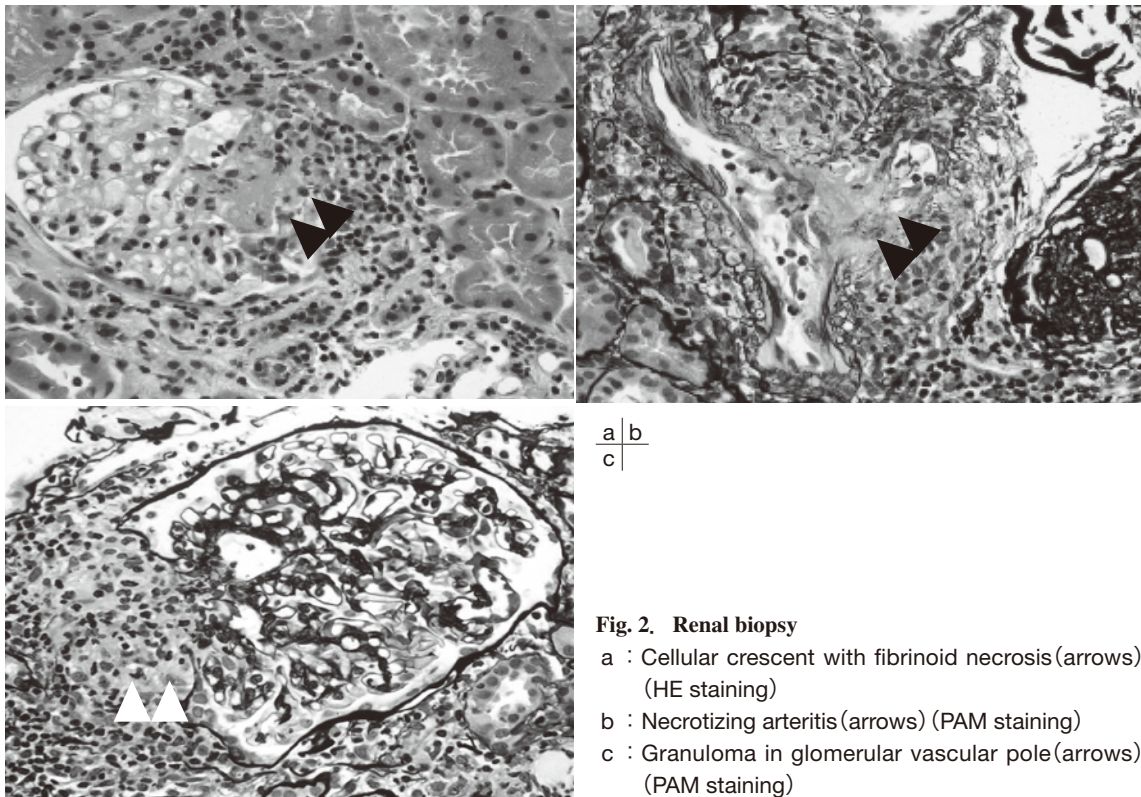 a b
c
Fig. 2. Renal biopsy
a : Cellular crescent with fibrinoid necrosis(arrows)
(HE staining)
b : Necrotizing arteritis(arrows) (PAM staining)
c : Granuloma in glomerular vascular pole(arrows)
(PAM staining)